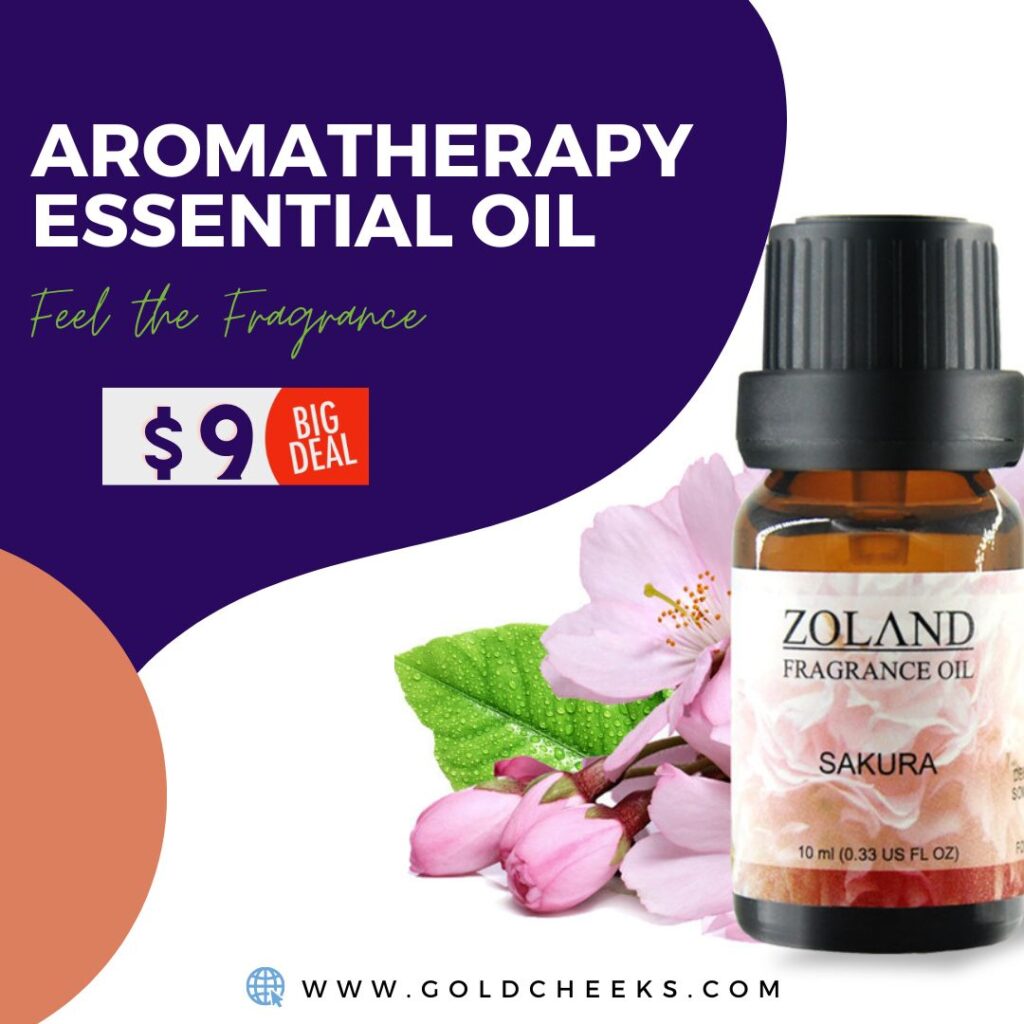 AROMATHERAPY
ESSENTIAL OIL
Feel the Fragrance
$9
BIG
DEAL
ZOLAND
FRAGRANCE OIL
SAKURA
10 ml (0.33 US FL OZ)
WWW.GOLDCHEEKS.COM